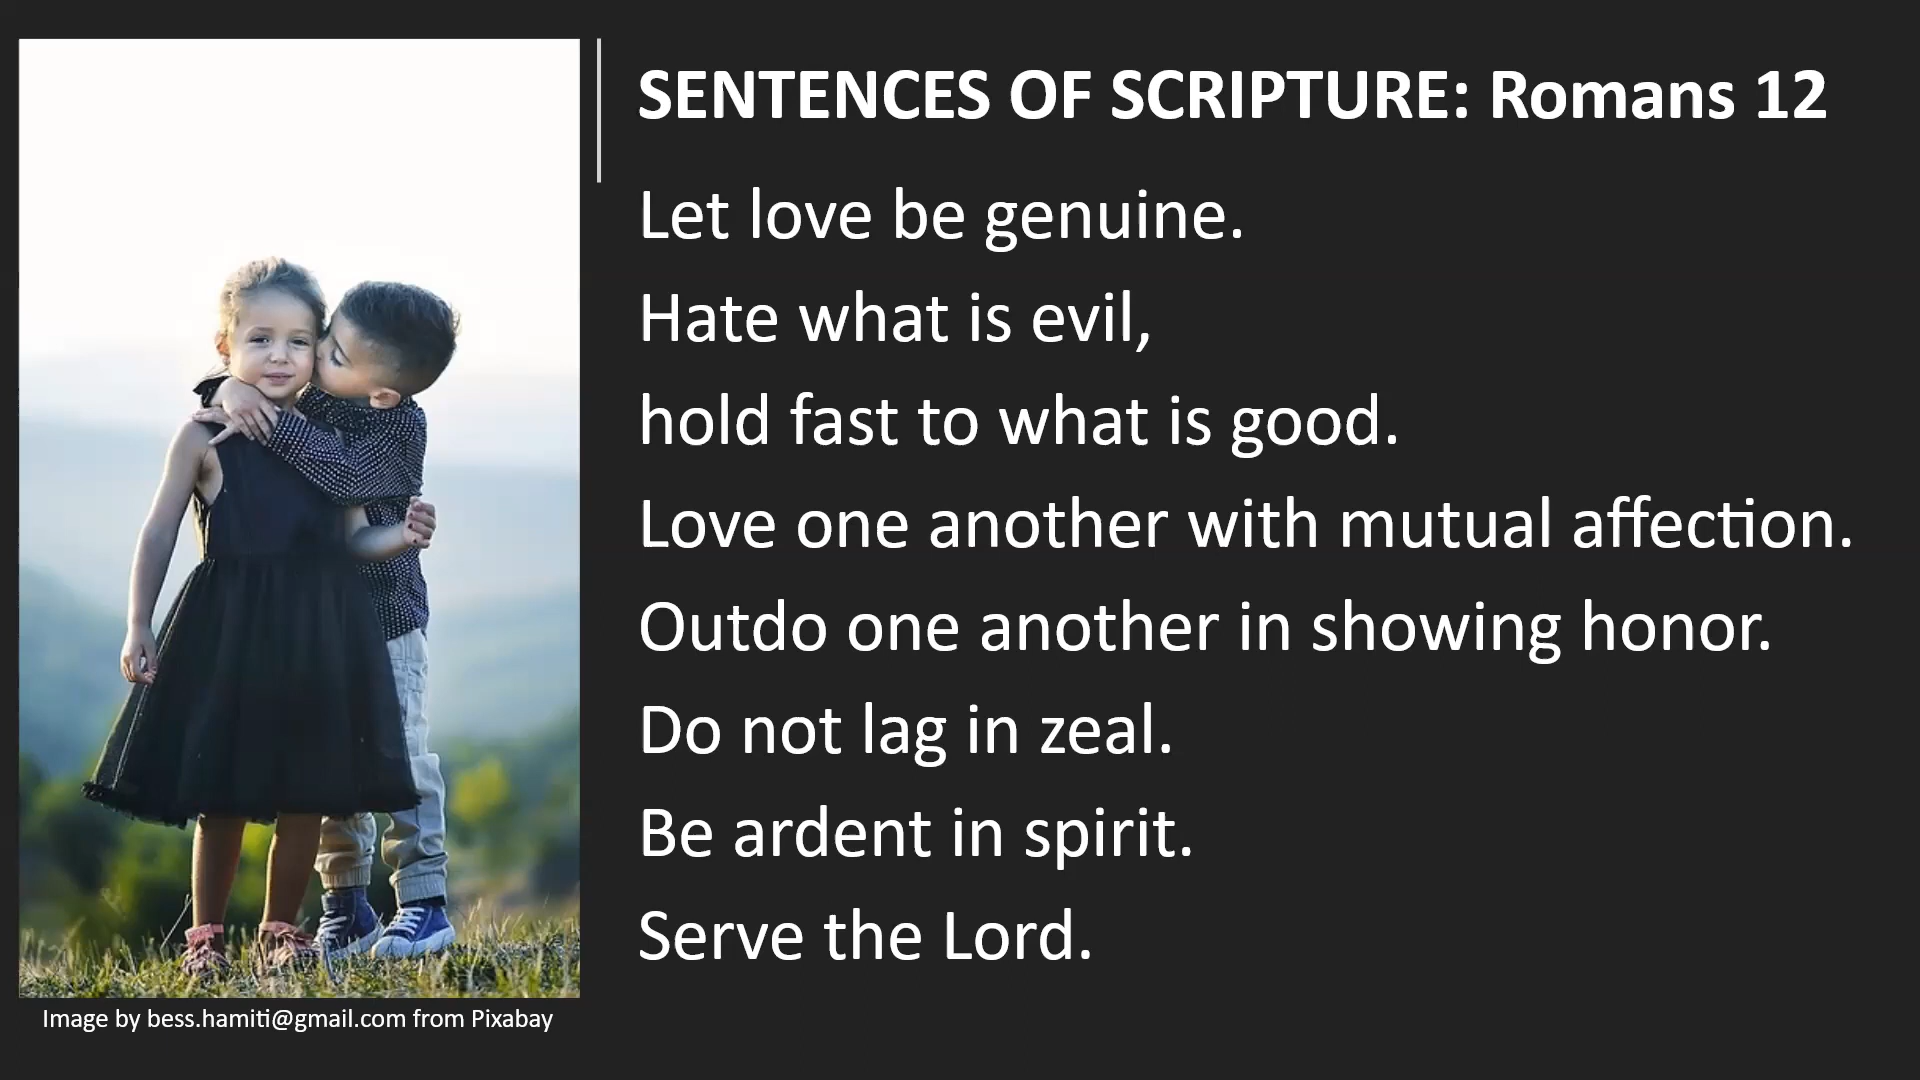 SENTENCES OF SCRIPTURE: Romans 12
Let love be genuine.
Hate what is evil,
hold fast to what is good.
Love one another with mutual affection.
Outdo one another in showing honor.
Do not lag in zeal.
Be ardent in spirit.
Serve the Lord.
Image by bess.hamiti@gmail.com from Pixabay